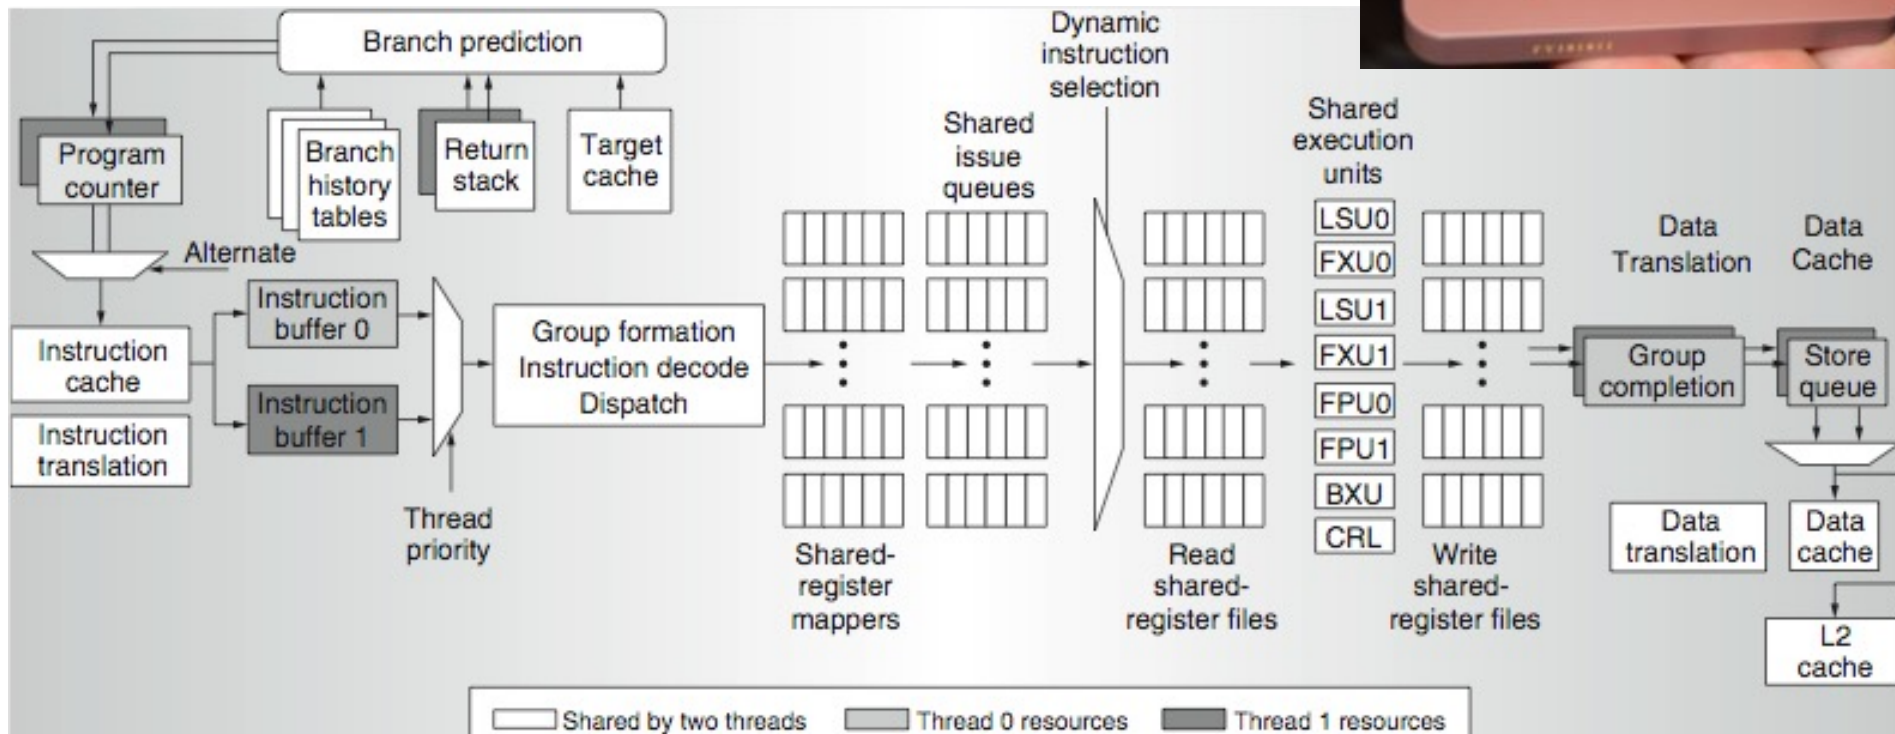 Branch prediction
Dynamic
instruction
selection
Program
counter
Branch
history
tables
Return
stack
Target
cache
Shared
issue
queues
Shared
execution
units
Alternate
Instruction
cache
Instruction
translation
Instruction
buffer 0
Instruction
buffer 1
Thread
priority
Group formation
Instruction decode
Dispatch
Shared-
register
mappers
Read
shared-
register files
LSU0
FXU0
LSU1
FXU1
FPU0
FPU1
BXU
CRL
Write
shared-
register files
Data
Translation
Data
Cache
Group
completion
Store
queue
Data
translation
Data
cache
L2
cache
Shared by two threads
Thread 0 resources
Thread 1 resources